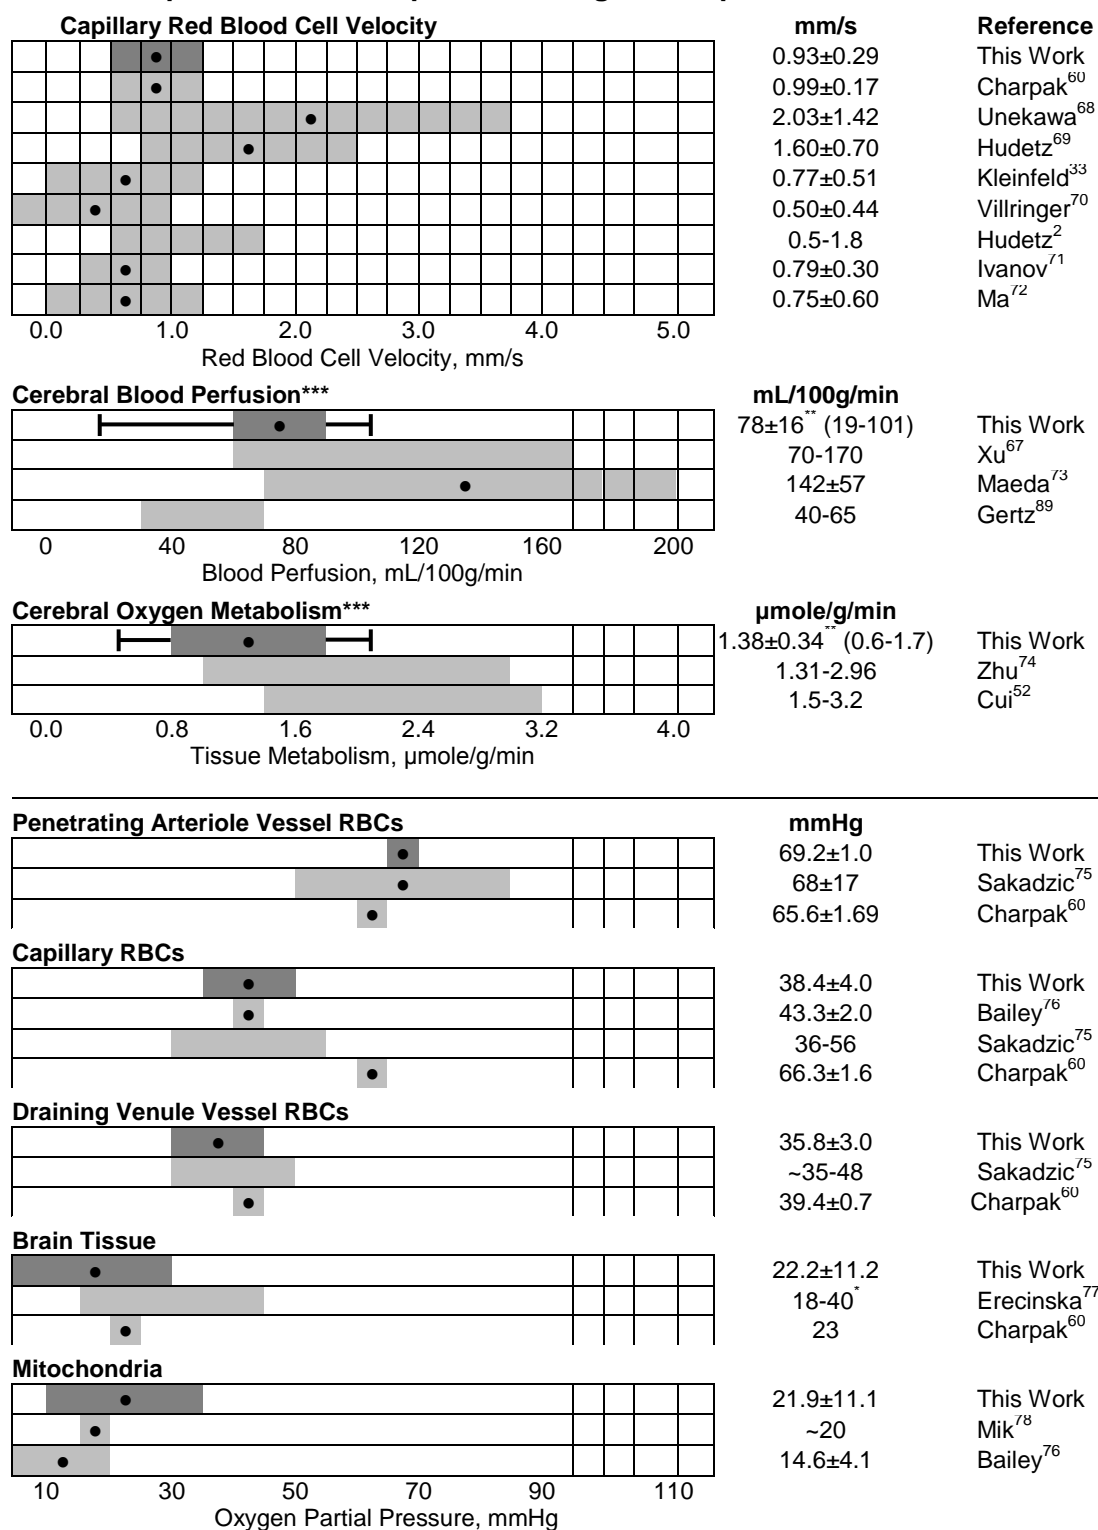 Capillary Red Blood Cell Velocity mm/s Reference
0.93±0.29 This Work
0.99±0.17 Charpak60
2.03±1.42 Unekawa68
1.60±0.70 Hudetz69
0.77±0.51 Kleinfeld33
0.50±0.44 Villringer70
0.5-1.8 Hudetz2
0.79±0.30 Ivanov71
0.75±0.60 Ma72
0.0 1.0 2.0 3.0 4.0 5.0
Red Blood Cell Velocity, mm/s
Cerebral Blood Perfusion*** mL/100g/min
78±16** (19-101) This Work
70-170 Xu67
142±57 Maeda73
40-65 Gertz89
0 40 80 120 160 200
Blood Perfusion, mL/100g/min
Cerebral Oxygen Metabolism*** µmole/g/min
1.38±0.34** (0.6-1.7) This Work
1.31-2.96 Zhu74
1.5-3.2 Cui52
0.0 0.8 1.6 2.4 3.2 4.0
Tissue Metabolism, µmole/g/min
Penetrating Arteriole Vessel RBCs mmHg
69.2±1.0 This Work
68±17 Sakadzic75
65.6±1.69 Charpak60
Capillary RBCs
38.4±4.0 This Work
43.3±2.0 Bailey76
36-56 Sakadzic75
66.3±1.6 Charpak60
Draining Venule Vessel RBCs
35.8±3.0 This Work
~35-48 Sakadzic75
39.4±0.7 Charpak60
Brain Tissue
22.2±11.2 This Work
18-40* Erecinska77
23 Charpak60
Mitochondria
21.9±11.1 This Work
~20 Mik78
14.6±4.1 Bailey76
10 30 50 70 90 110
Oxygen Partial Pressure, mmHg